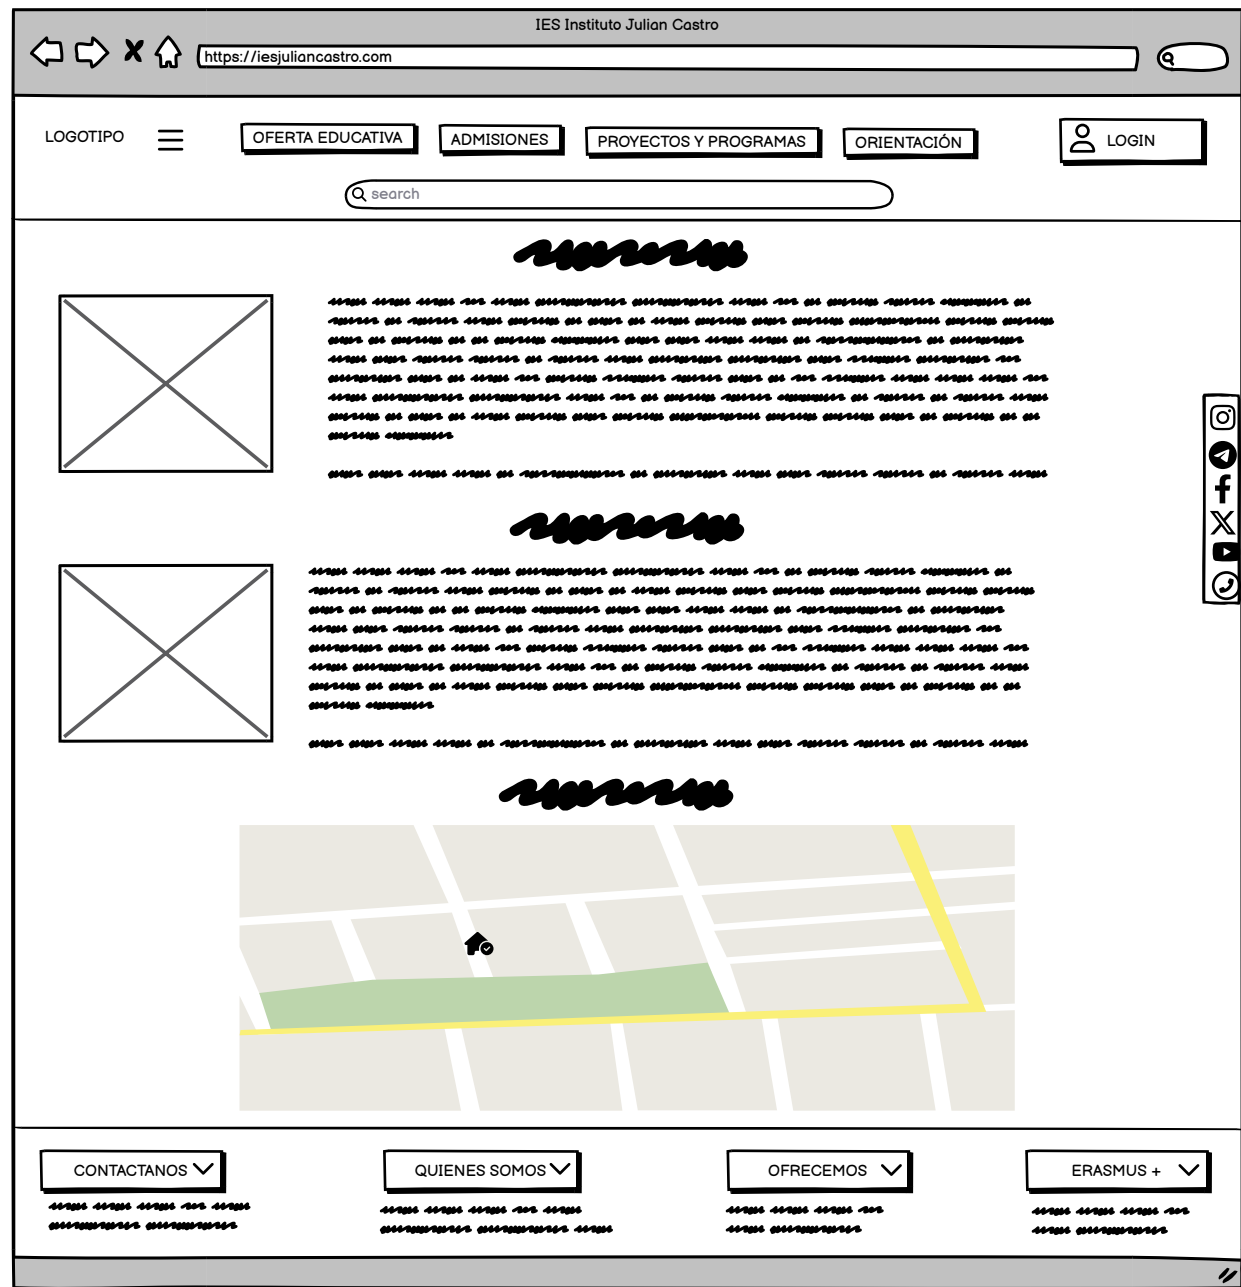 IES Instituto Julian Castro
https://iesjuliancastro.com
LOGOTIPO
OFERTA EDUCATIVA
ADMISIONES
PROYECTOS Y PROGRAMAS
ORIENTACIÓN
LOGIN
search
CONTACTANOS
QUIENES SOMOS
OFRECEMOS
ERASMUS +